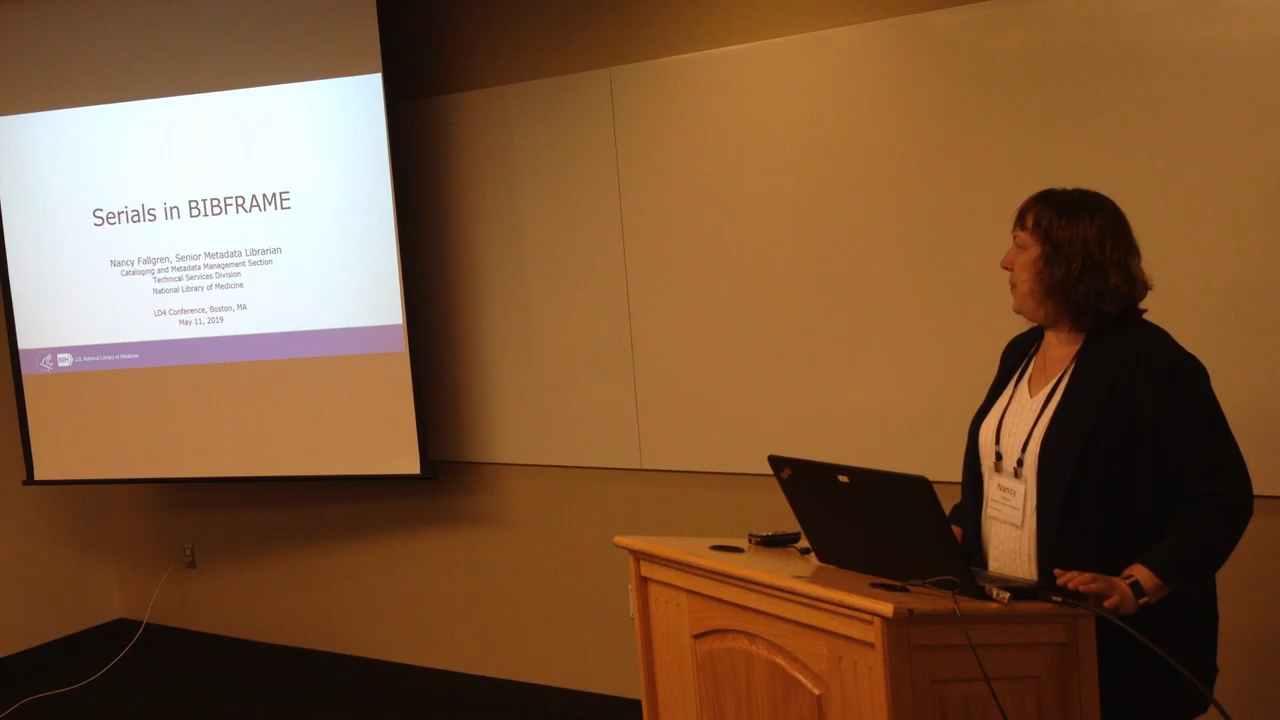 Serials in BIBFRAME
Nancy Fallgren, Senior Metadata Librarian
Cataloging and Metadata Management Section
Technical Services Division
National Library of Medicine
LD4 Conference, Boston, MA
May 11, 2019
NIH U.S. National Library of Medicine
Nancy